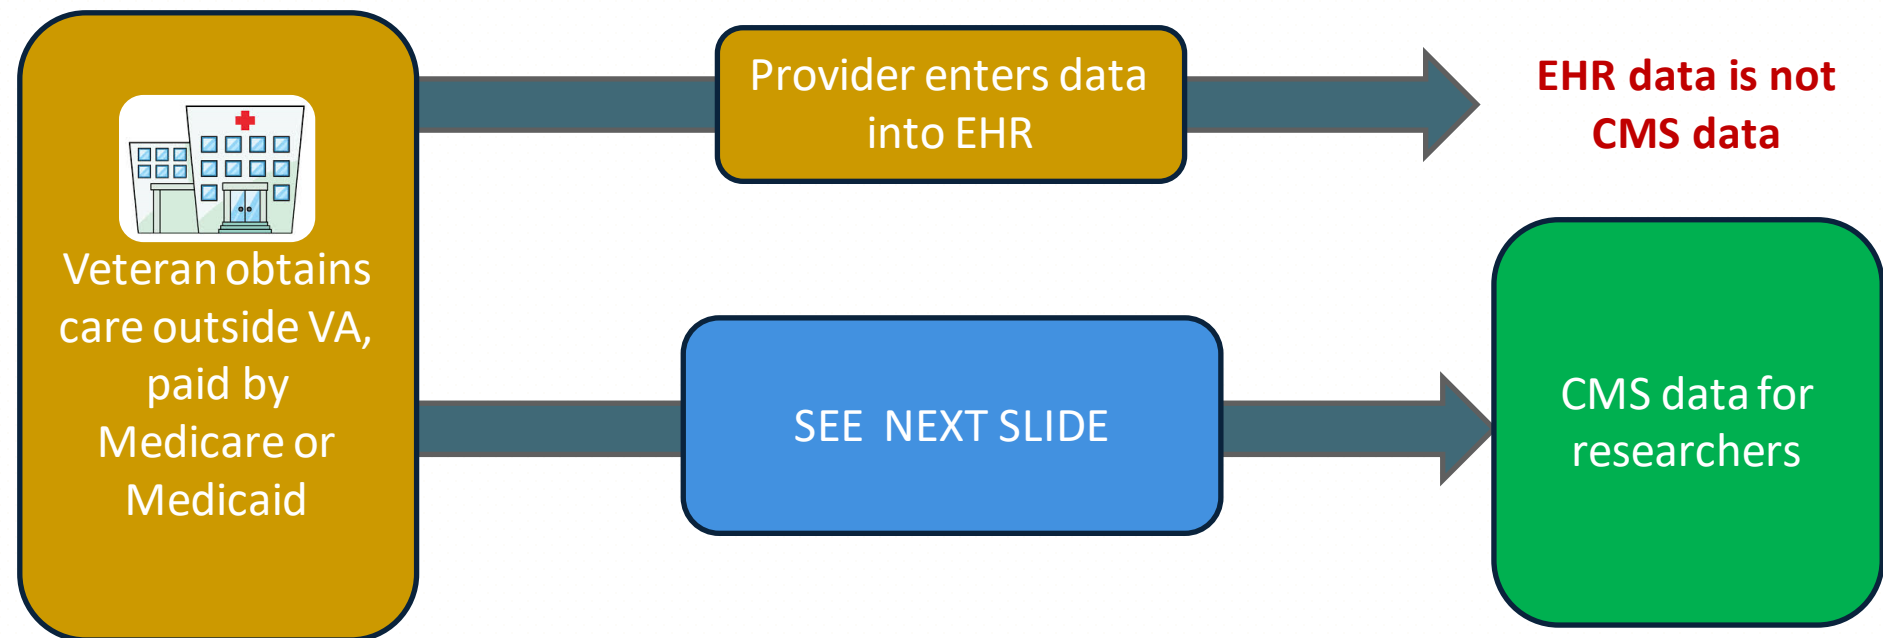 Veteran obtains
care outside VA,
paid by
Medicare or
Medicaid
Provider enters data
into EHR
EHR data is not
CMS data
SEE NEXT SLIDE
CMS data for
researchers